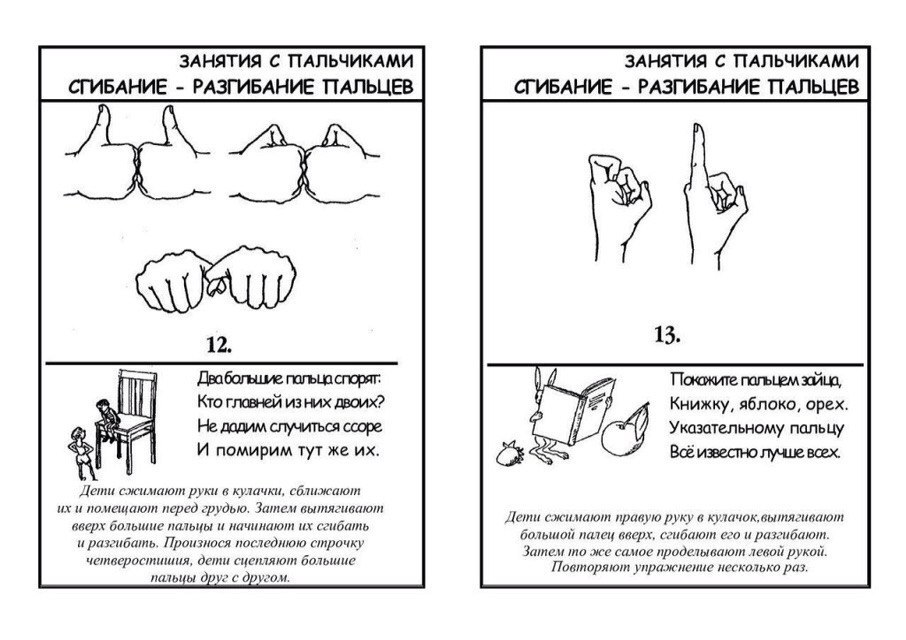 ЗАНЯТИЯ С ПАЛЬЧИКАМИ
СГИБАНИЕ - РАЗГИБАНИЕ ПАЛЬЦЕВ
12.
Два большие пальца спорят:
Кто главней из них двоих?
Не дадим случиться ссоре
И помирим тут же их.
Дети сжимают руки в кулачки, сближают
их и помещают перед грудью. Затем вытягивают
вверх большие пальцы и начинают их сгибать
и разгибать. Произнося последнюю строчку
четверостишия, дети сцепляют большие
пальцы друг с другом.
ЗАНЯТИЯ С ПАЛЬЧИКАМИ
СГИБАНИЕ - РАЗГИБАНИЕ ПАЛЬЦЕВ
13.
Покажите пальцем зайца,
Книжку, яблоко, орех.
Указательному пальцу
Всё известно лучше всех.
Дети сжимают правую руку в кулачок,вытягивают
большой палец вверх, сгибают его и разгибают.
Затем то же самое проделывают левой рукой.
Повторяют упражнение несколько раз.